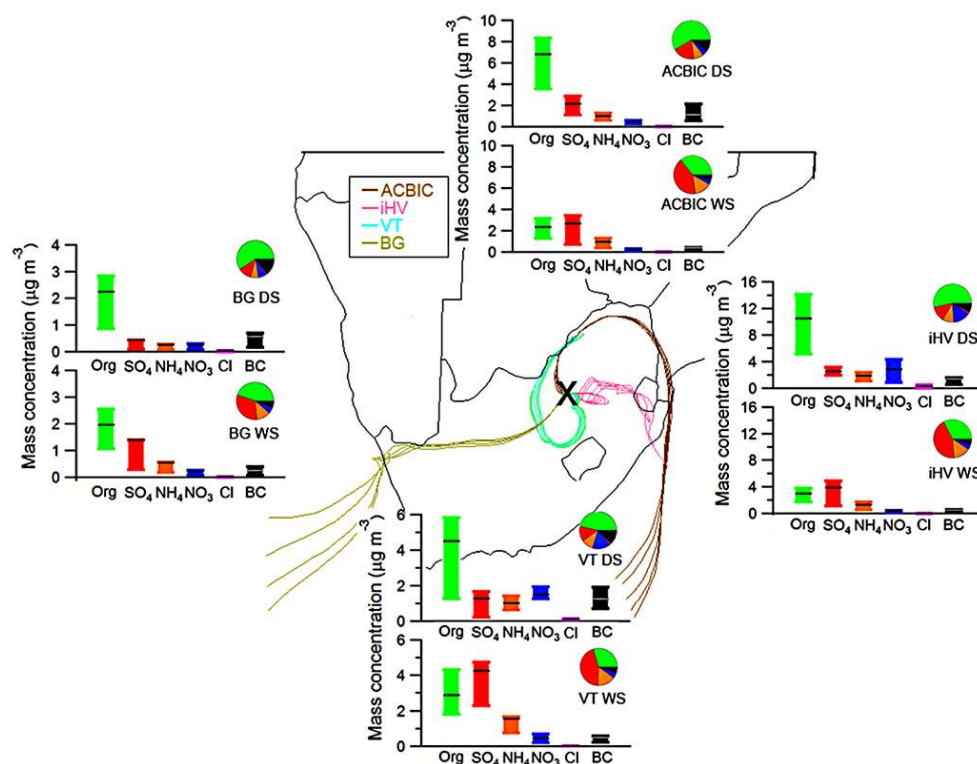 Mass concentration (µg m⁻³)
10
8
6
4
2
0
ACBIC DS
Org SO₄ NH₄ NO₃ Cl BC
10
8
6
4
2
0
ACBIC WS
Org SO₄ NH₄ NO₃ Cl BC
ACBIC
iHV
VT
BG
Mass concentration (µg m⁻³)
4
3
2
1
0
BG DS
Org SO₄ NH₄ NO₃ Cl BC
4
3
2
1
0
BG WS
Org SO₄ NH₄ NO₃ Cl BC
X
Mass concentration (µg m⁻³)
16
12
8
4
0
iHV DS
Org SO₄ NH₄ NO₃ Cl BC
16
12
8
4
0
iHV WS
Org SO₄ NH₄ NO₃ Cl BC
Mass concentration (µg m⁻³)
6
4
2
0
VT DS
Org SO₄ NH₄ NO₃ Cl BC
6
4
2
0
VT WS
Org SO₄ NH₄ NO₃ Cl BC